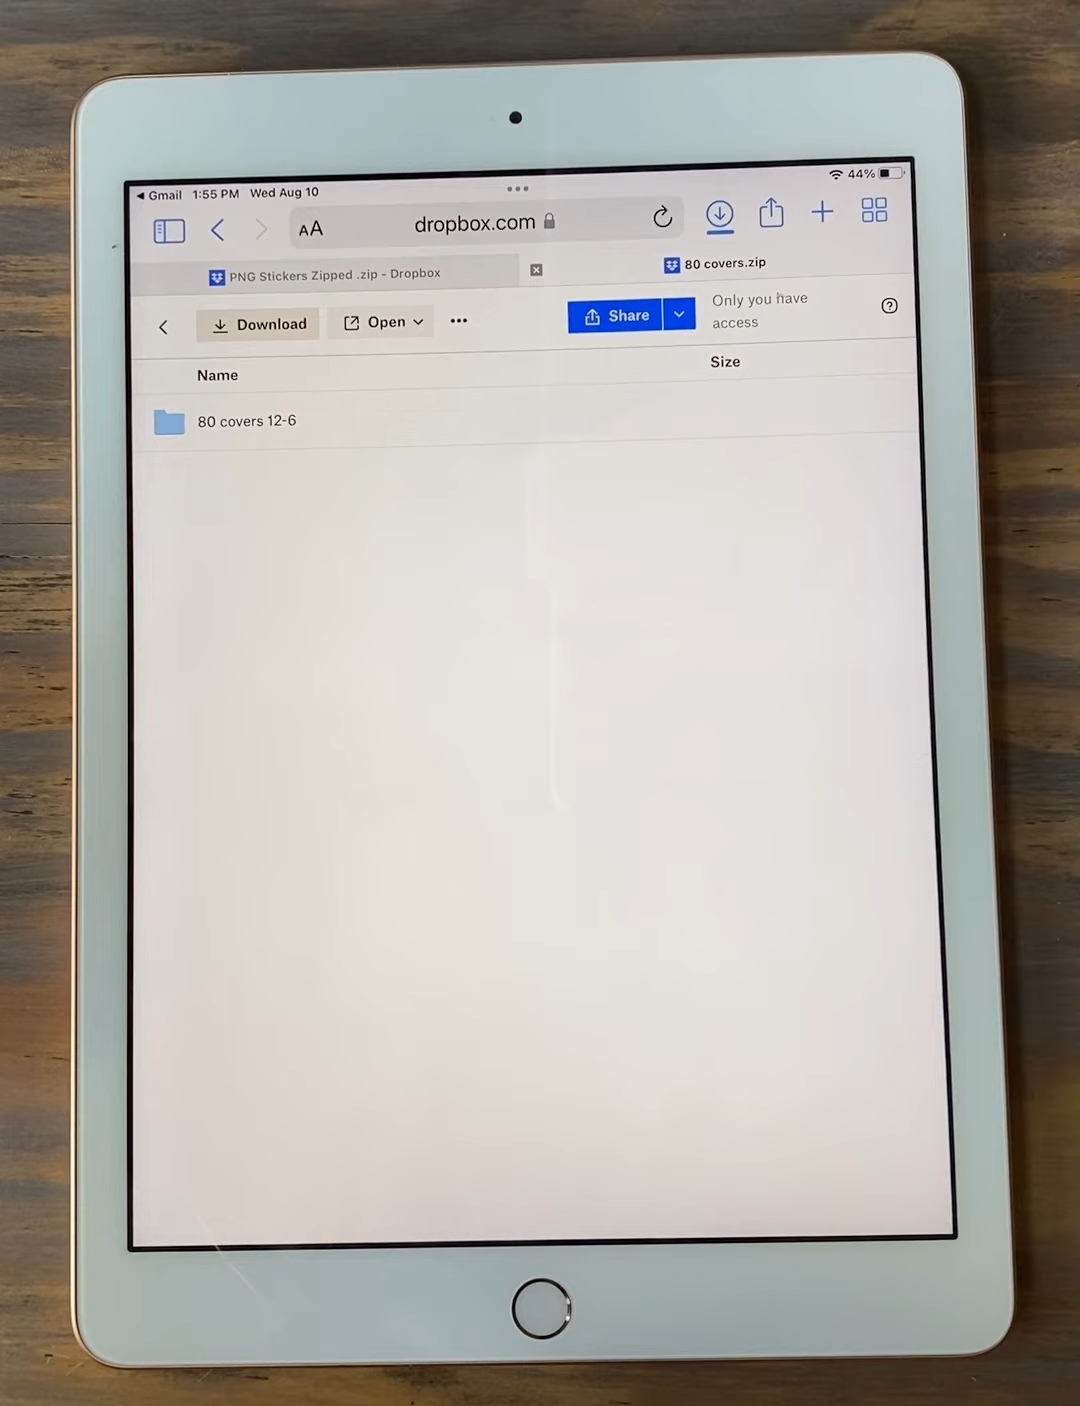 ◀ Gmail 1:55 PM Wed Aug 10 44%
AA dropbox.com
PNG Stickers Zipped .zip - Dropbox 80 covers.zip
Download Open Share Only you have
access
Name Size
80 covers 12-6